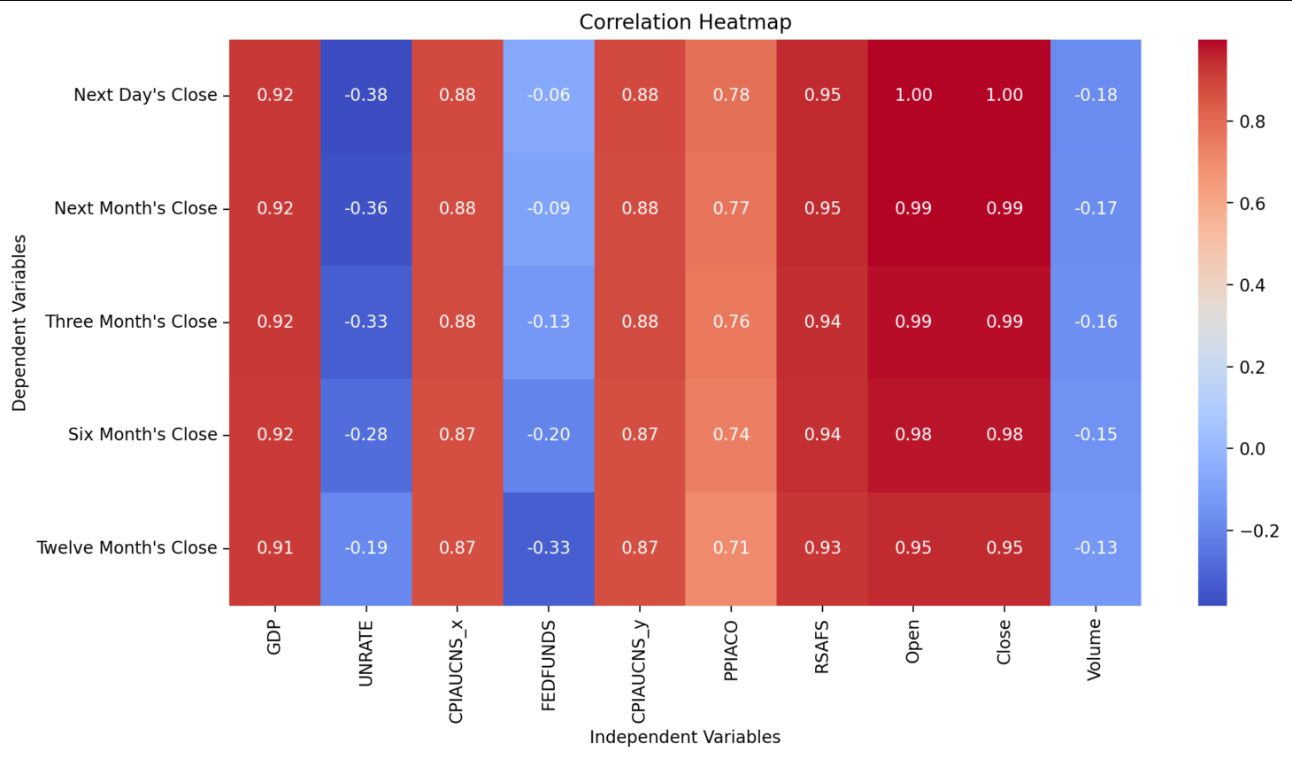 Correlation Heatmap
Dependent Variables
Next Day's Close 0.92 -0.38 0.88 -0.06 0.88 0.78 0.95 1.00 1.00 -0.18
Next Month's Close 0.92 -0.36 0.88 -0.09 0.88 0.77 0.95 0.99 0.99 -0.17
Three Month's Close 0.92 -0.33 0.88 -0.13 0.88 0.76 0.94 0.99 0.99 -0.16
Six Month's Close 0.92 -0.28 0.87 -0.20 0.87 0.74 0.94 0.98 0.98 -0.15
Twelve Month's Close 0.91 -0.19 0.87 -0.33 0.87 0.71 0.93 0.95 0.95 -0.13
GDP UNRATE CPIAUCNS_x FEDFUNDS CPIAUCNS_y PPIACO RSAFS Open Close Volume
Independent Variables
0.8
0.6
0.4
0.2
0.0
−0.2